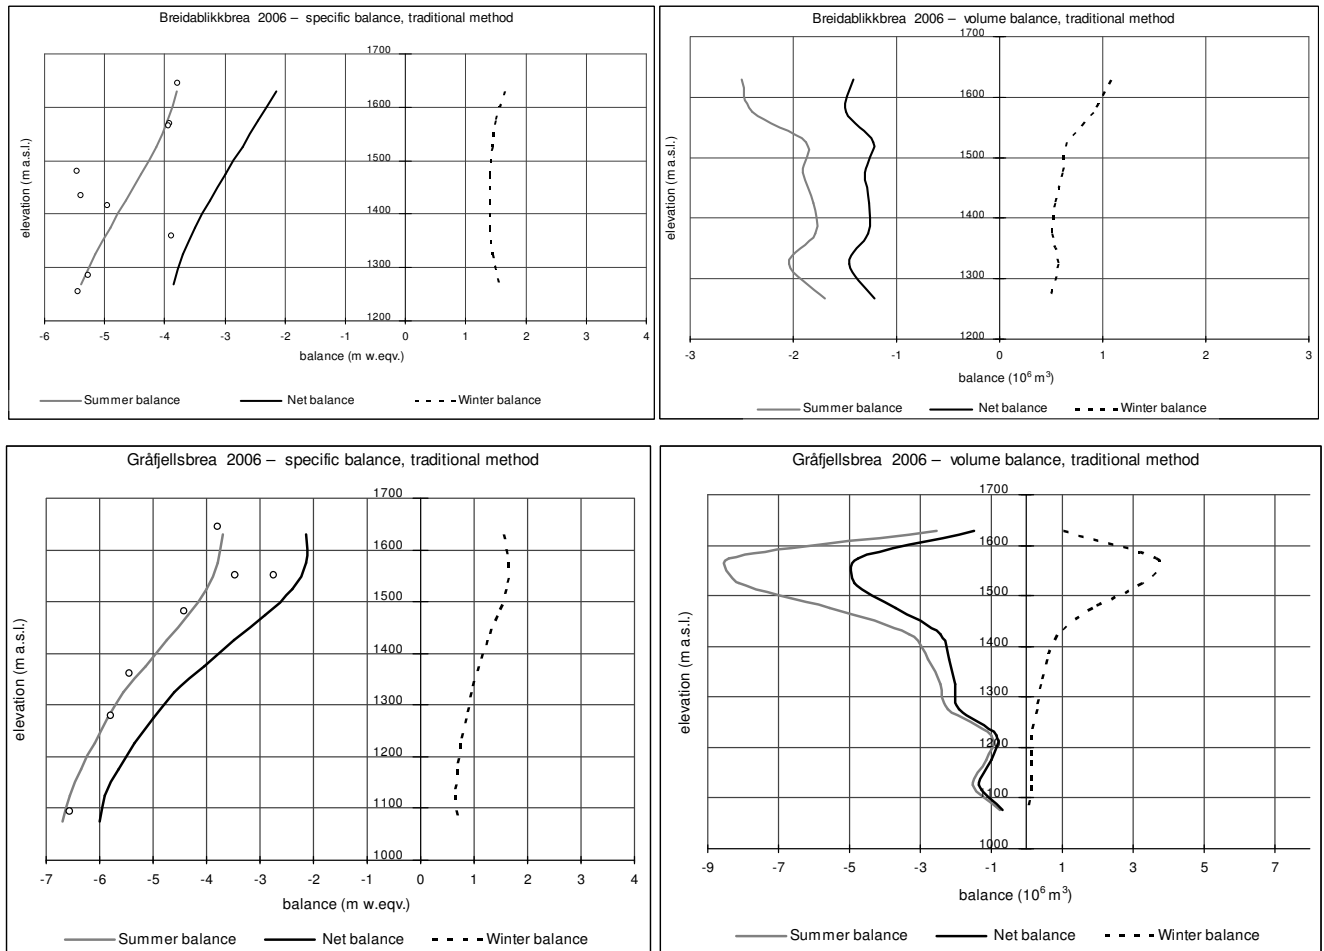 Breidablikkbrea 2006 – specific balance, traditional method
1700
1600
1500
1400
1300
1200
elevation (m a.s.l.)
-6 -5 -4 -3 -2 -1 0 1 2 3 4
balance (m w.eqv.)
Summer balance Net balance Winter balance
Breidablikkbrea 2006 – volume balance, traditional method
1700
1600
1500
1400
1300
1200
elevation (m a.s.l.)
-3 -2 -1 0 1 2 3
balance (10⁶ m³)
Summer balance Net balance Winter balance
Gråfjellsbrea 2006 – specific balance, traditional method
1700
1600
1500
1400
1300
1200
1100
1000
elevation (m a.s.l.)
-7 -6 -5 -4 -3 -2 -1 0 1 2 3 4
balance (m w.eqv.)
Summer balance Net balance Winter balance
Gråfjellsbrea 2006 – volume balance, traditional method
1700
1600
1500
1400
1300
1200
1100
1000
elevation (m a.s.l.)
-9 -7 -5 -3 -1 1 3 5 7
balance (10⁶ m³)
Summer balance Net balance Winter balance